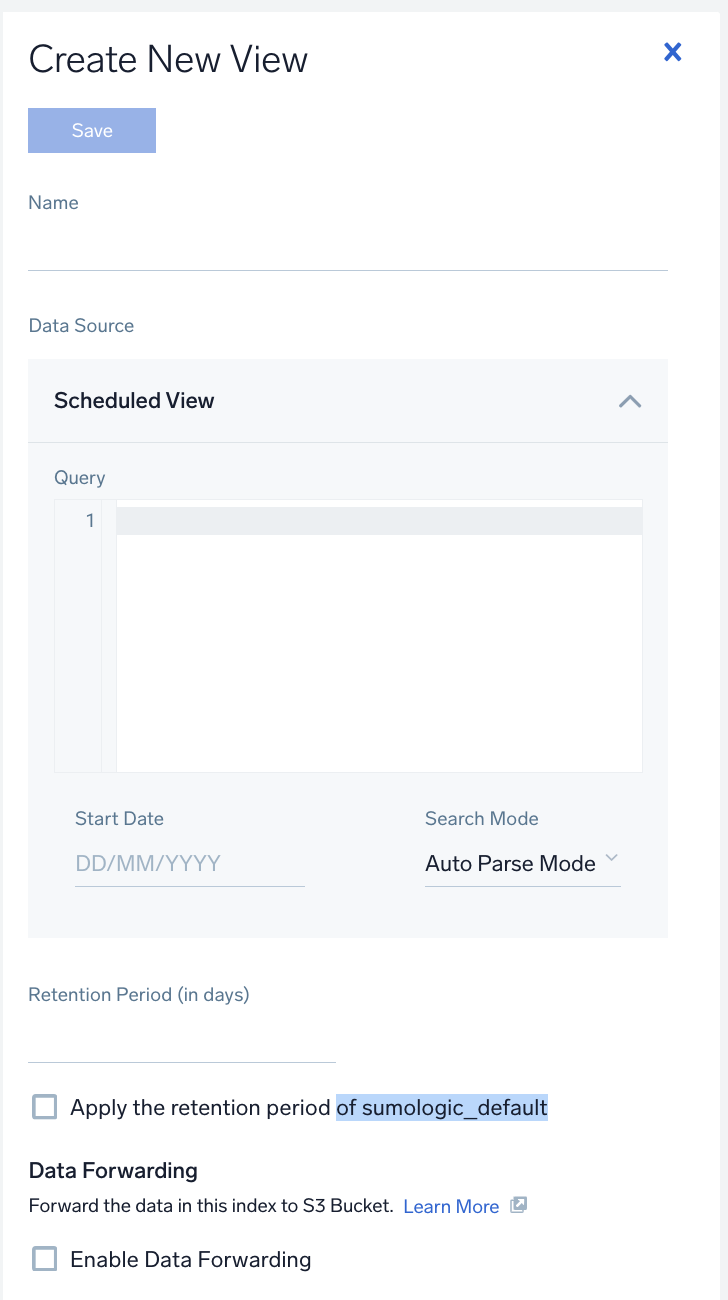 Create New View
Save
Name
Data Source
Scheduled View
Query
1
Start Date
Search Mode
DD/MM/YYYY
Auto Parse Mode
Retention Period (in days)
Apply the retention period of sumologic_default
Data Forwarding
Forward the data in this index to S3 Bucket. Learn More
Enable Data Forwarding